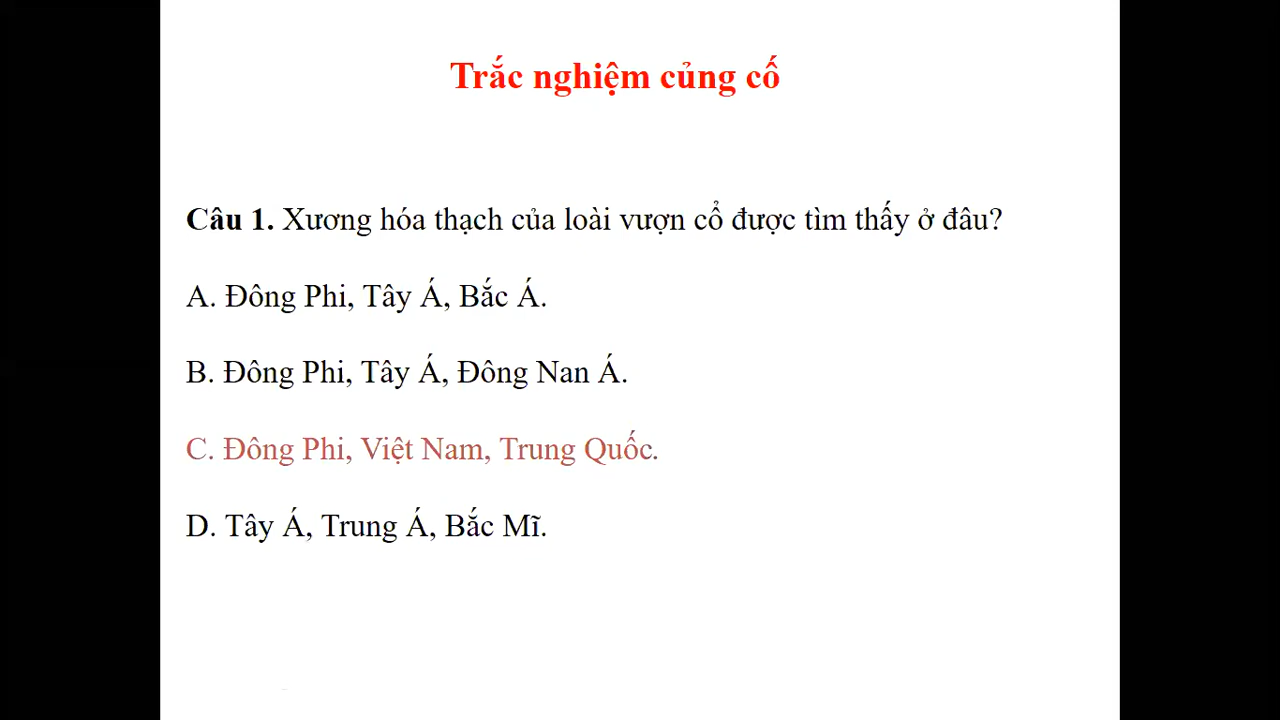 Trắc nghiệm củng cố
Câu 1. Xương hóa thạch của loài vượn cổ được tìm thấy ở đâu?
A. Đông Phi, Tây Á, Bắc Á.
B. Đông Phi, Tây Á, Đông Nan Á.
C. Đông Phi, Việt Nam, Trung Quốc.
D. Tây Á, Trung Á, Bắc Mĩ.